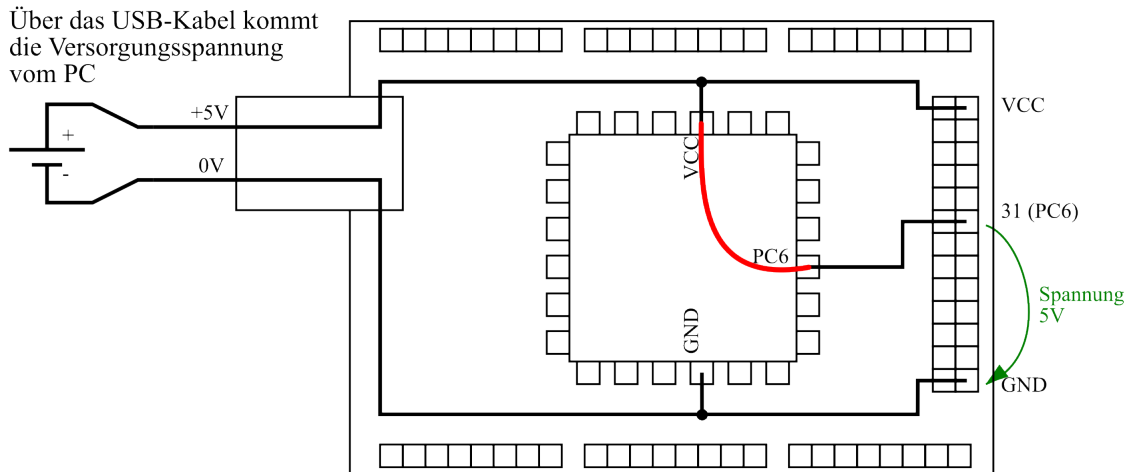 Über das USB-Kabel kommt
die Versorgungsspannung
vom PC
+5V
+
-
0V
VCC
PC6
GND
VCC
31 (PC6)
Spannung
5V
GND